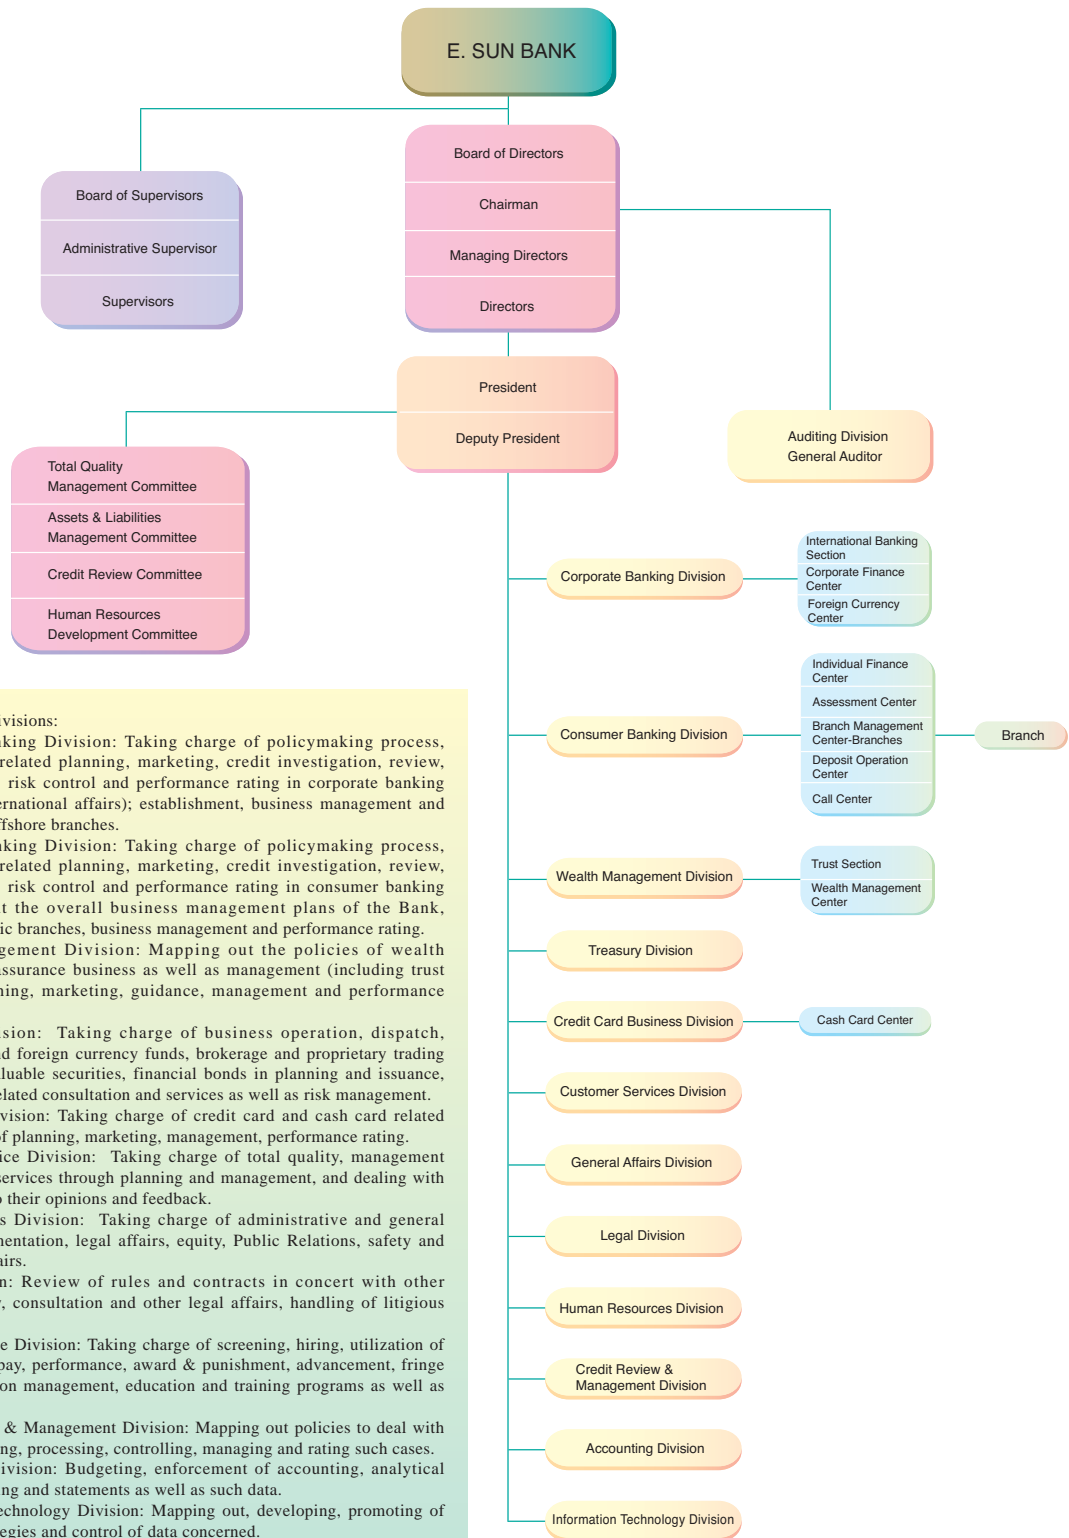 E. SUN BANK
Board of Directors
Chairman
Managing Directors
Directors
Board of Supervisors
Administrative Supervisor
Supervisors
President
Deputy President
Auditing Division
General Auditor
Total Quality
Management Committee
Assets & Liabilities
Management Committee
Credit Review Committee
Human Resources
Development Committee
Corporate Banking Division
International Banking
Section
Corporate Finance
Center
Foreign Currency
Center
Consumer Banking Division
Individual Finance
Center
Assessment Center
Branch Management
Center-Branches
Deposit Operation
Center
Call Center
Branch
Wealth Management Division
Trust Section
Wealth Management
Center
Treasury Division
Credit Card Business Division
Cash Card Center
Customer Services Division
General Affairs Division
Legal Division
Human Resources Division
Credit Review &
Management Division
Accounting Division
Information Technology Division
ivisions:
nking Division: Taking charge of policymaking process,
related planning, marketing, credit investigation, review,
risk control and performance rating in corporate banking
ernational affairs); establishment, business management and
ffshore branches.
nking Division: Taking charge of policymaking process,
related planning, marketing, credit investigation, review,
risk control and performance rating in consumer banking
t the overall business management plans of the Bank,
ic branches, business management and performance rating.
gement Division: Mapping out the policies of wealth
assurance business as well as management (including trust
ning, marketing, guidance, management and performance
ision: Taking charge of business operation, dispatch,
nd foreign currency funds, brokerage and proprietary trading
luable securities, financial bonds in planning and issuance,
elated consultation and services as well as risk management.
ivision: Taking charge of credit card and cash card related
of planning, marketing, management, performance rating.
ice Division: Taking charge of total quality, management
services through planning and management, and dealing with
o their opinions and feedback.
s Division: Taking charge of administrative and general
mentation, legal affairs, equity, Public Relations, safety and
airs.
n: Review of rules and contracts in concert with other
, consultation and other legal affairs, handling of litigious
e Division: Taking charge of screening, hiring, utilization of
pay, performance, award & punishment, advancement, fringe
on management, education and training programs as well as
& Management Division: Mapping out policies to deal with
ing, processing, controlling, managing and rating such cases.
ivision: Budgeting, enforcement of accounting, analytical
ing and statements as well as such data.
echnology Division: Mapping out, developing, promoting of
egies and control of data concerned.